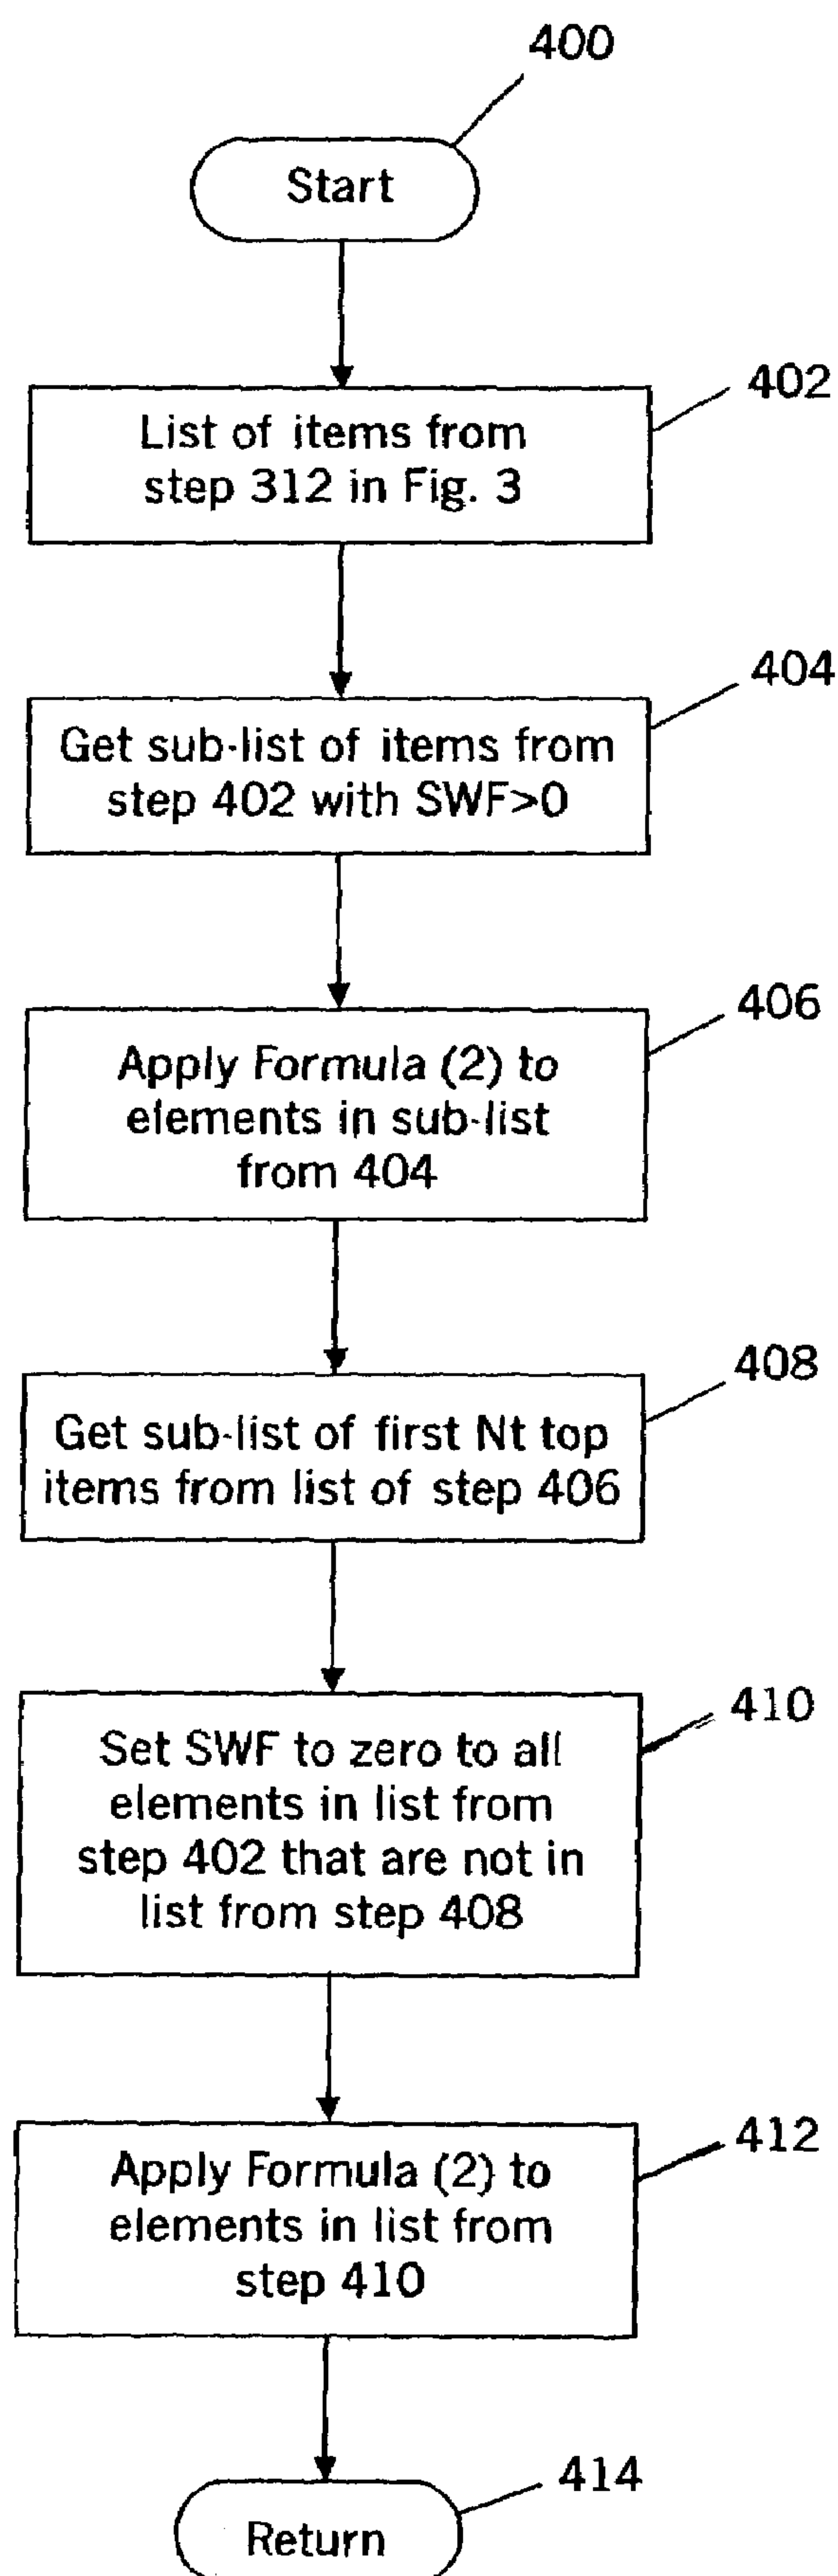 400
Start
402
List of items from
step 312 in Fig. 3
404
Get sub-list of items from
step 402 with SWF>0
406
Apply Formula (2) to
elements in sub-list
from 404
408
Get sub-list of first Nt top
items from list of step 406
410
Set SWF to zero to all
elements in list from
step 402 that are not in
list from step 408
412
Apply Formula (2) to
elements in list from
step 410
414
Return